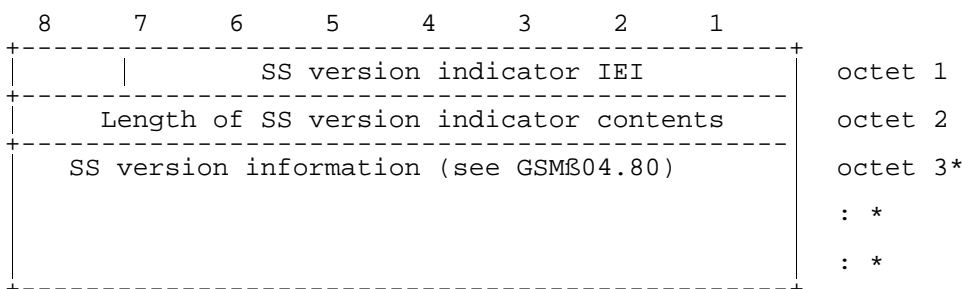 8 7 6 5 4 3 2 1
SS version indicator IEI octet 1
Length of SS version indicator contents octet 2
SS version information (see GSMß04.80) octet 3*
: *
: *